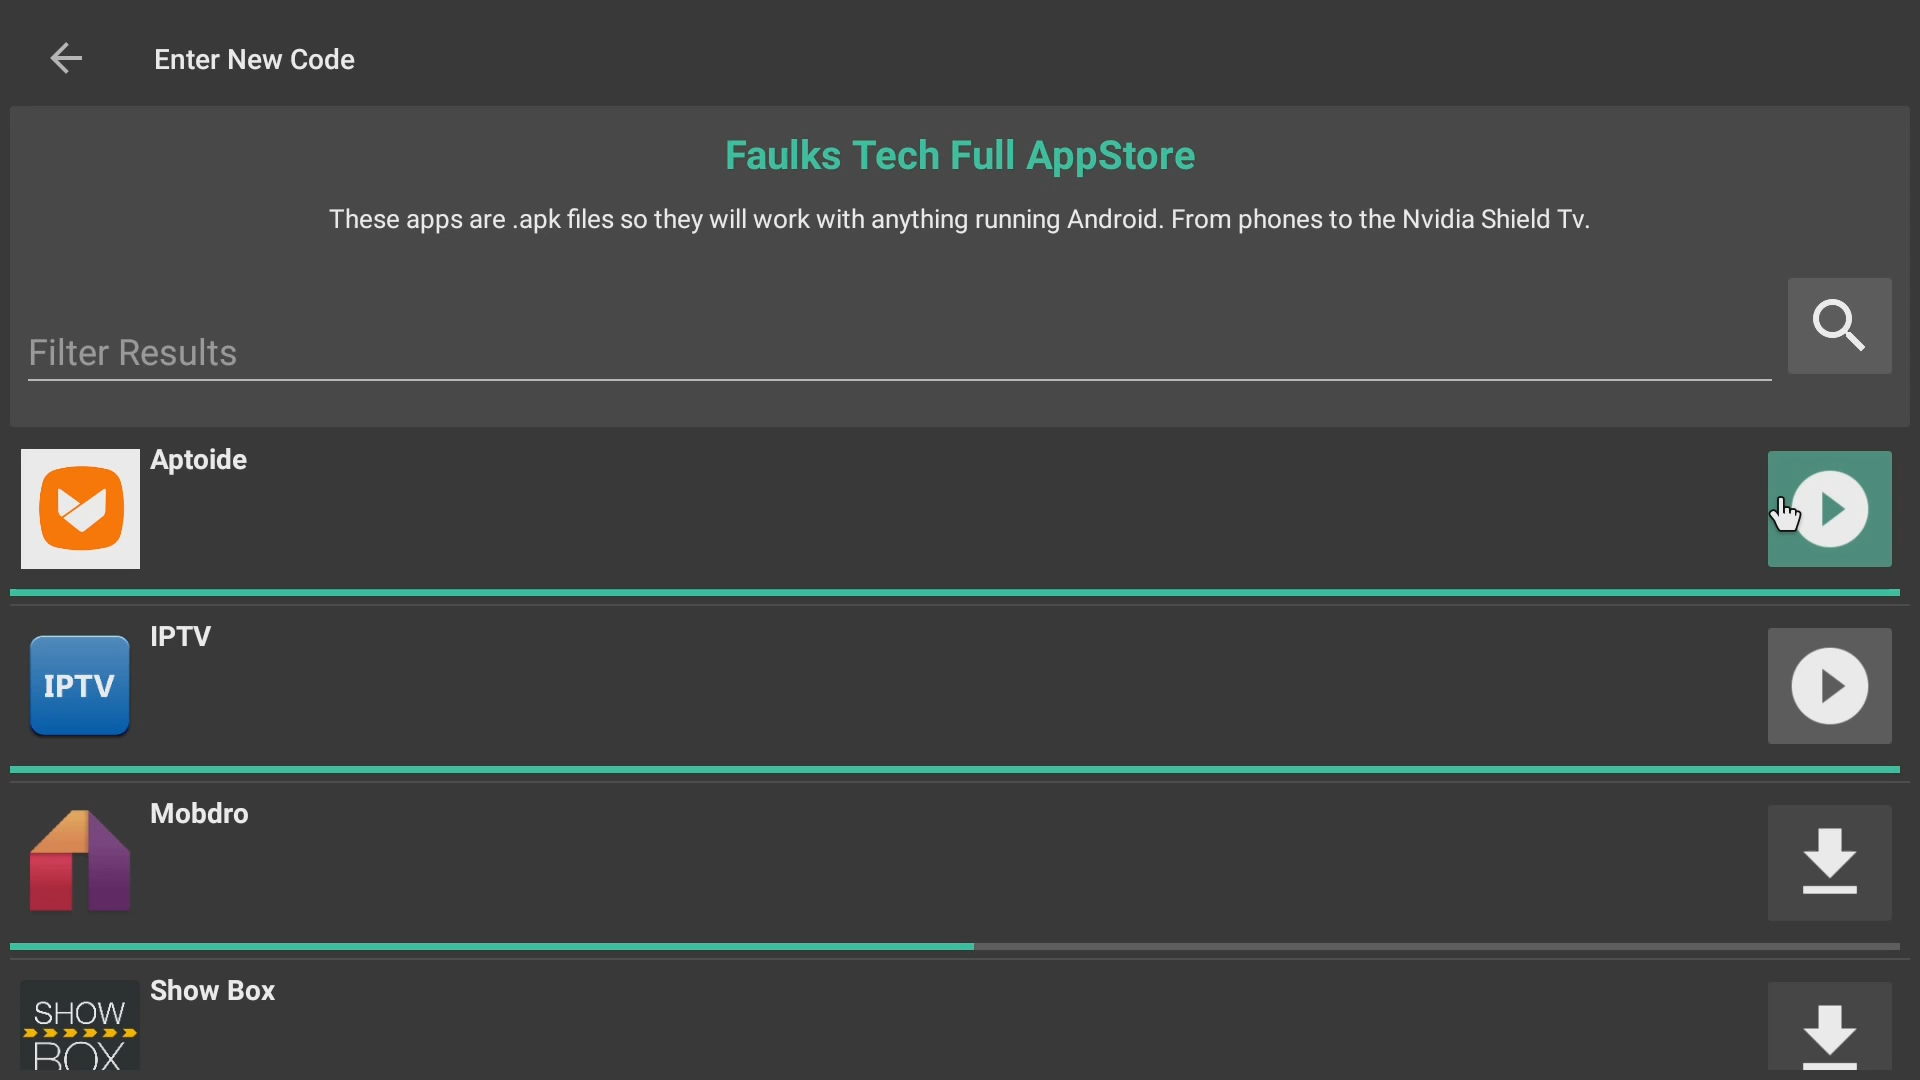 Enter New Code
Faulks Tech Full AppStore
These apps are .apk files so they will work with anything running Android. From phones to the Nvidia Shield Tv.
Filter Results
Aptoide
IPTV
IPTV
Mobdro
Show Box
SHOW
BOX